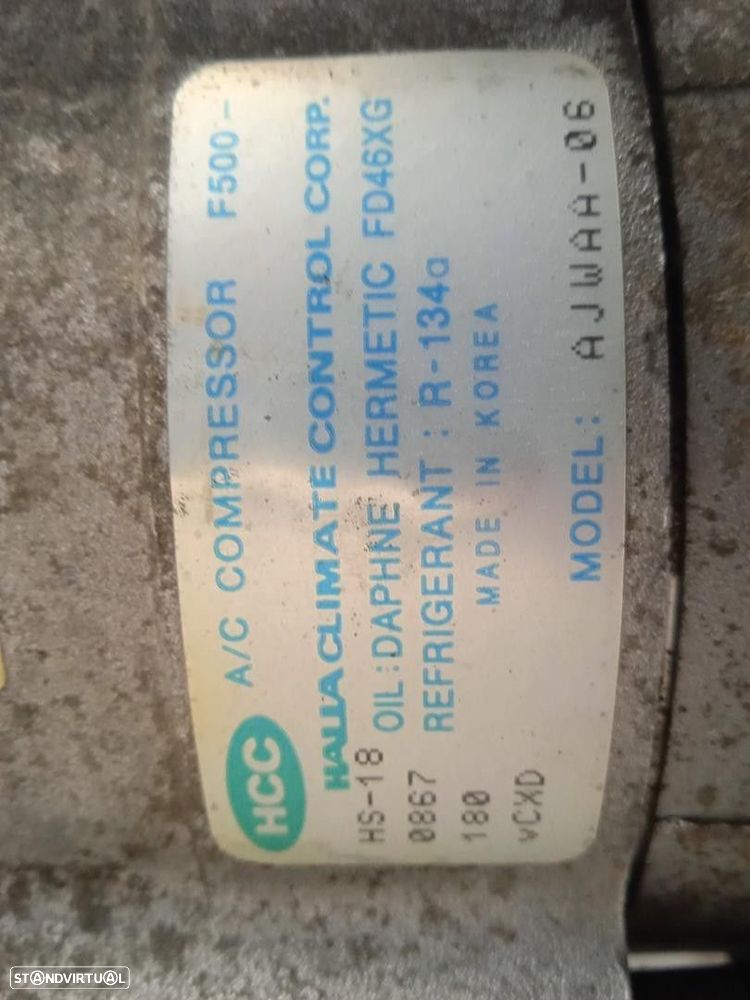 HCC A/C COMPRESSOR F500-
HALLA CLIMATE CONTROL CORP.
HS-18 OIL : DAPHNE HERMETIC FD46XG
0867 REFRIGERANT : R-134a
180 MADE IN KOREA
vCXD MODEL: AJWAA-06
STANDVIRTUAL